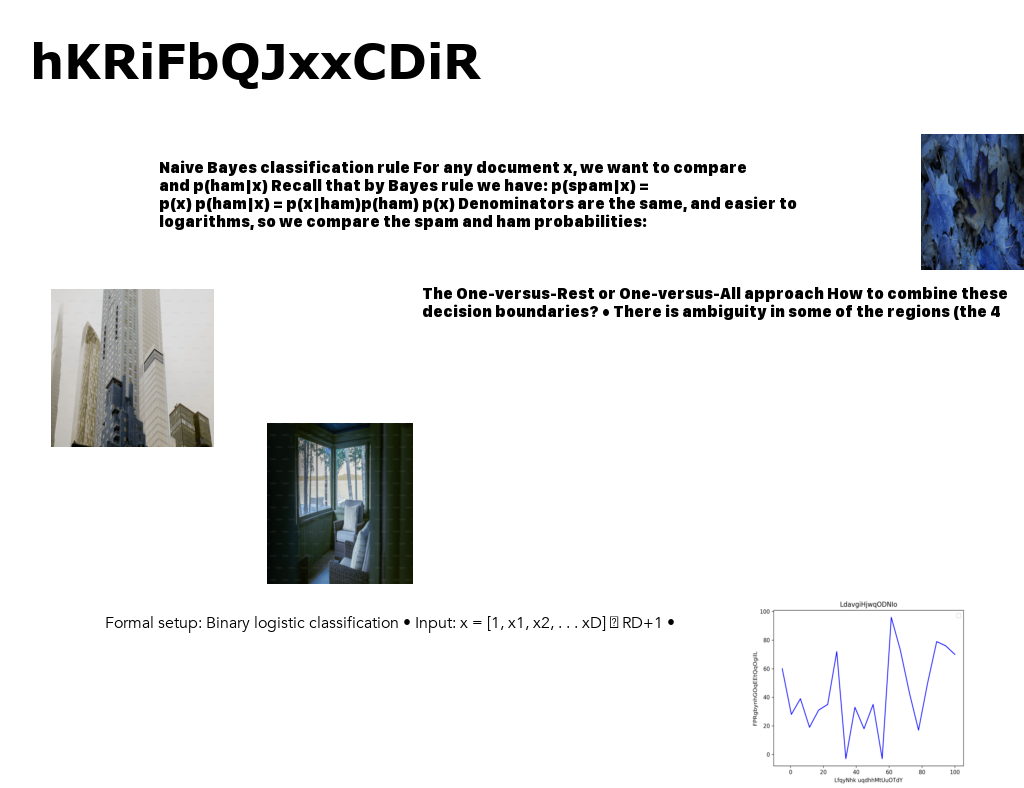 hKRiFbQJxxCDiR
Naive Bayes classification rule For any document x, we want to compare
and p(ham|x) Recall that by Bayes rule we have: p(spam|x) =
p(x) p(ham|x) = p(x|ham)p(ham) p(x) Denominators are the same, and easier to
logarithms, so we compare the spam and ham probabilities:
The One-versus-Rest or One-versus-All approach How to combine these
decision boundaries? • There is ambiguity in some of the regions (the 4
Formal setup: Binary logistic classification • Input: x = [1, x1, x2, . . . xD] RD+1 •
LdavgiHjwqODNIo
100
80
60
40
20
0
0 20 40 60 80 100